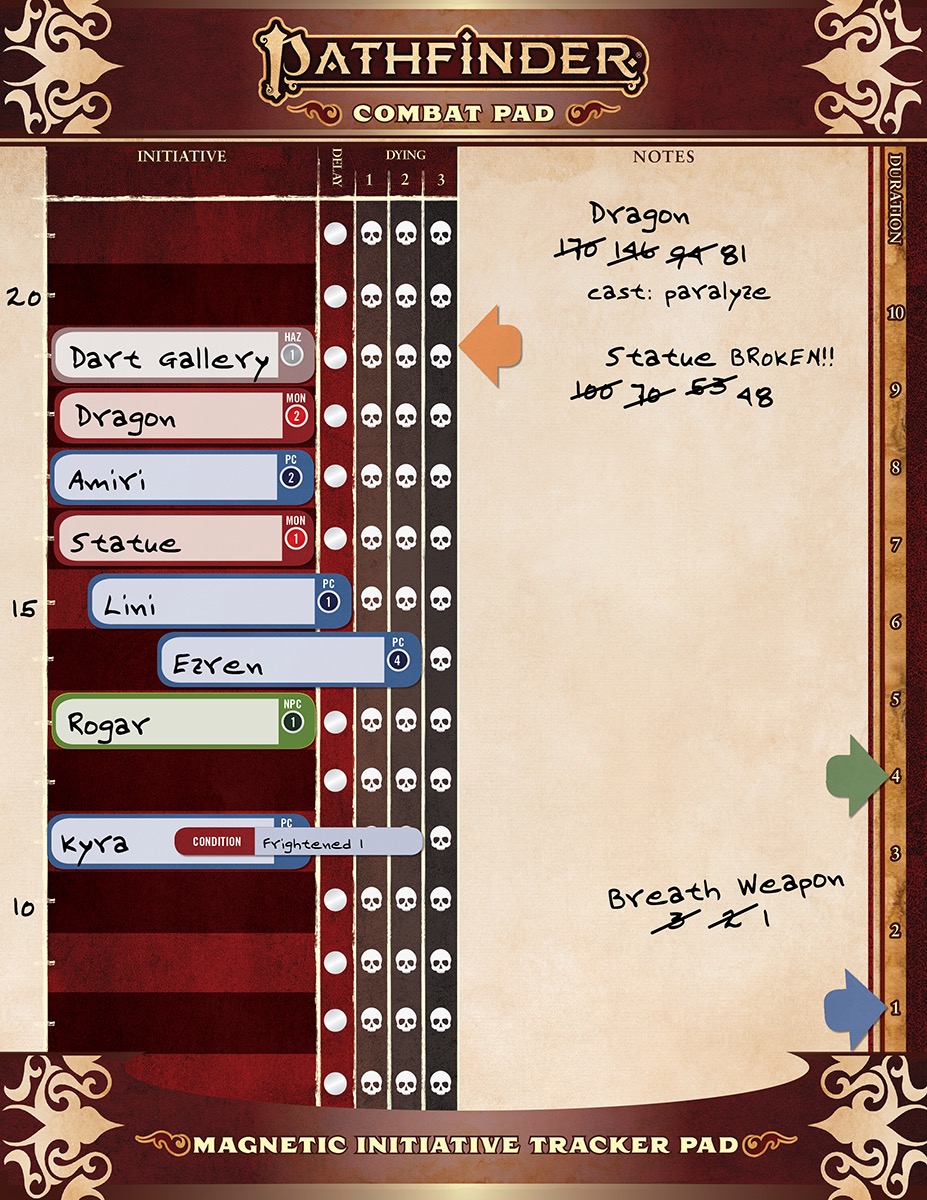 PATHFINDER
COMBAT PAD
INITIATIVE
DELAY
DYING
1 2 3
NOTES
DURATION
Dragon
170 146 94 81
cast: paralyze
20
10
Dart Gallery HAZ 1
Statue BROKEN!!
100 70 63 48
9
Dragon MON 2
Amiri PC 2
8
Statue MON 1
7
15
Lini PC 1
6
Ezren PC 4
Rogar NPC 1
5
4
Kyra PC
CONDITION Frightened 1
3
10
Breath Weapon
3 2 1
2
1
MAGNETIC INITIATIVE TRACKER PAD